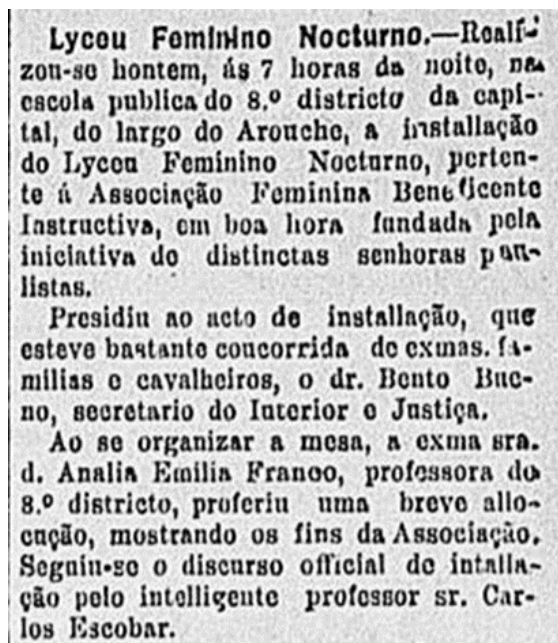 Lyceu Feminino Nocturno.—Realí-
zou-se hontem, ás 7 horas da noite, na
escola publica do 8.º districto da capi-
tal, do largo do Arouche, a installação
do Lyceu Feminino Nocturno, perten-
te á Associação Feminina Beneficente
Instructiva, em boa hora fundada pela
iniciativa de distinctas senhoras pau-
listas.
Presidiu ao acto de installação, que
esteve bastante concorrida de exmas. fa-
milias e cavalheiros, o dr. Bento Bue-
no, secretario do Interior e Justiça.
Ao se organizar a mesa, a exma sra.
d. Analia Emilia Franco, professora do
8.º districto, proferiu uma breve allo-
cução, mostrando os fins da Associação.
Seguiu-se o discurso official de intalla-
ção pelo intelligente professor sr. Car-
los Escobar.